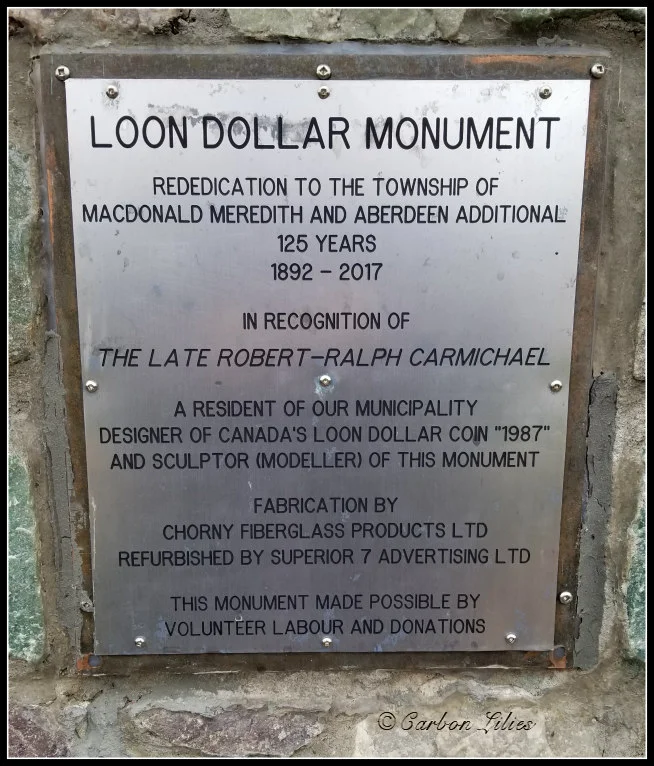 LOON DOLLAR MONUMENT
REDEDICATION TO THE TOWNSHIP OF
MACDONALD MEREDITH AND ABERDEEN ADDITIONAL
125 YEARS
1892 – 2017
IN RECOGNITION OF
THE LATE ROBERT–RALPH CARMICHAEL
A RESIDENT OF OUR MUNICIPALITY
DESIGNER OF CANADA'S LOON DOLLAR COIN "1987"
AND SCULPTOR (MODELLER) OF THIS MONUMENT
FABRICATION BY
CHORNY FIBERGLASS PRODUCTS LTD
REFURBISHED BY SUPERIOR 7 ADVERTISING LTD
THIS MONUMENT MADE POSSIBLE BY
VOLUNTEER LABOUR AND DONATIONS
© Carbon Lilies